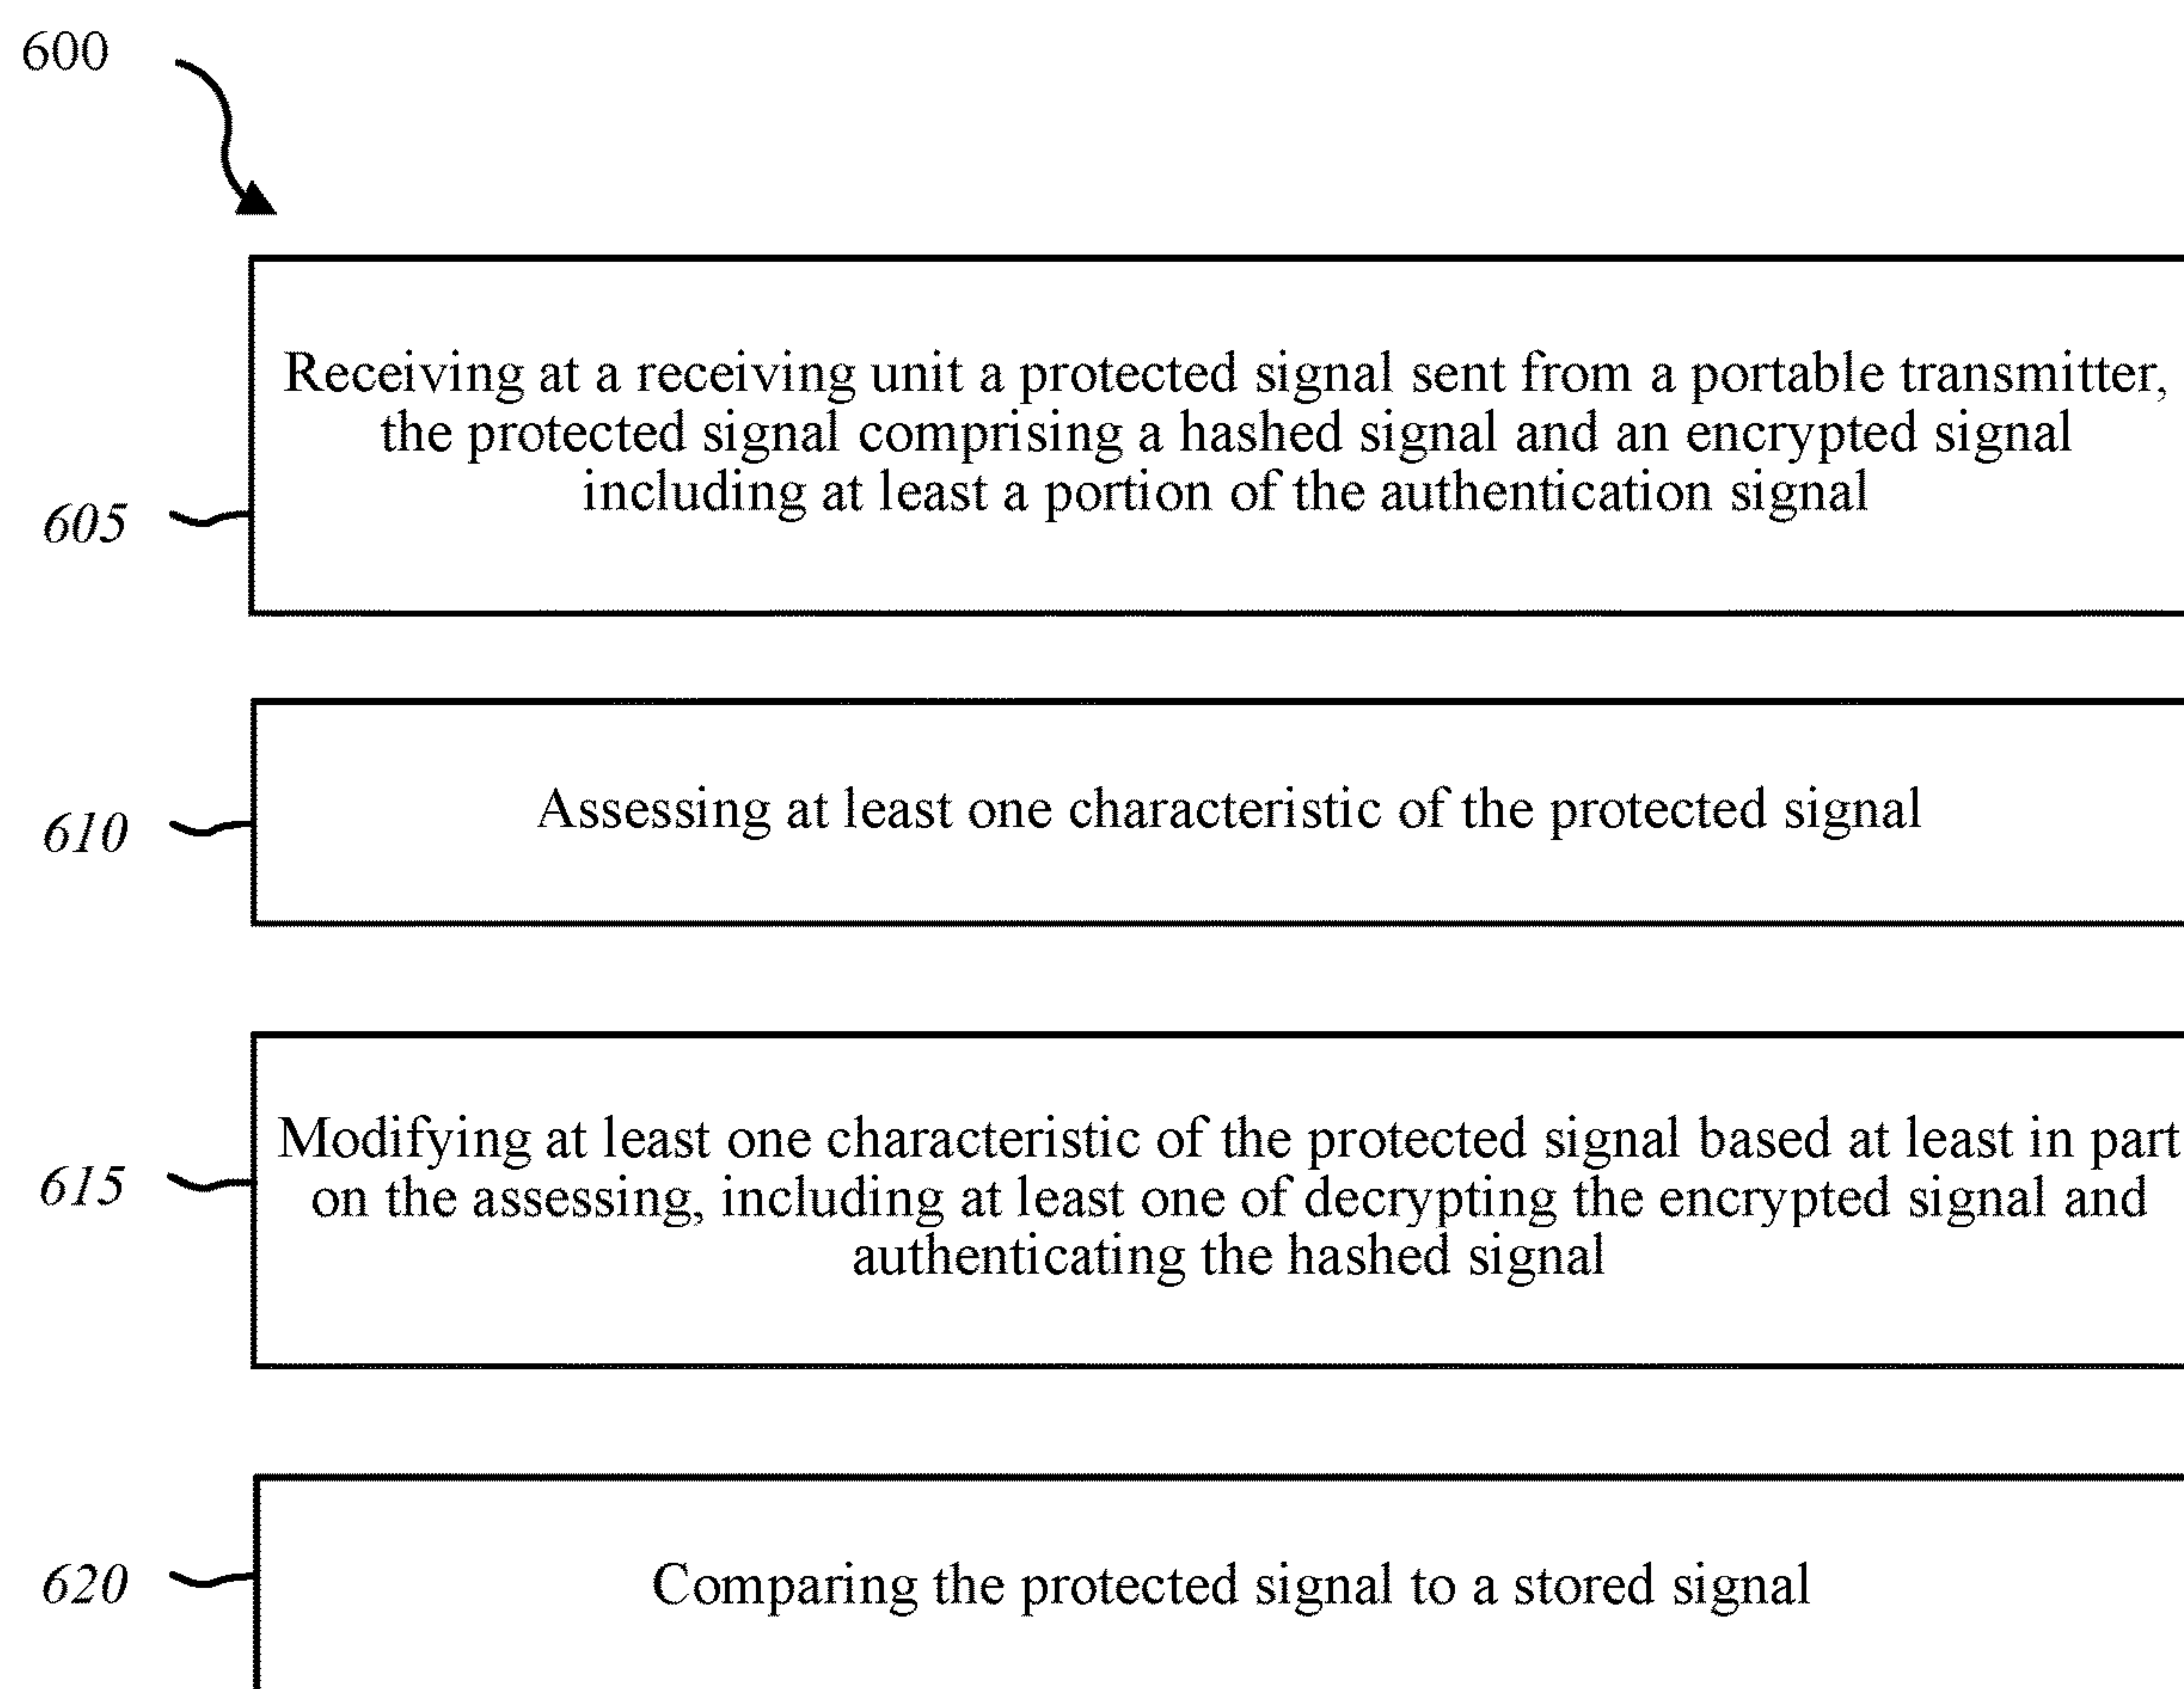 600
Receiving at a receiving unit a protected signal sent from a portable transmitter,
the protected signal comprising a hashed signal and an encrypted signal
including at least a portion of the authentication signal
605
Assessing at least one characteristic of the protected signal
610
Modifying at least one characteristic of the protected signal based at least in part
on the assessing, including at least one of decrypting the encrypted signal and
authenticating the hashed signal
615
Comparing the protected signal to a stored signal
620